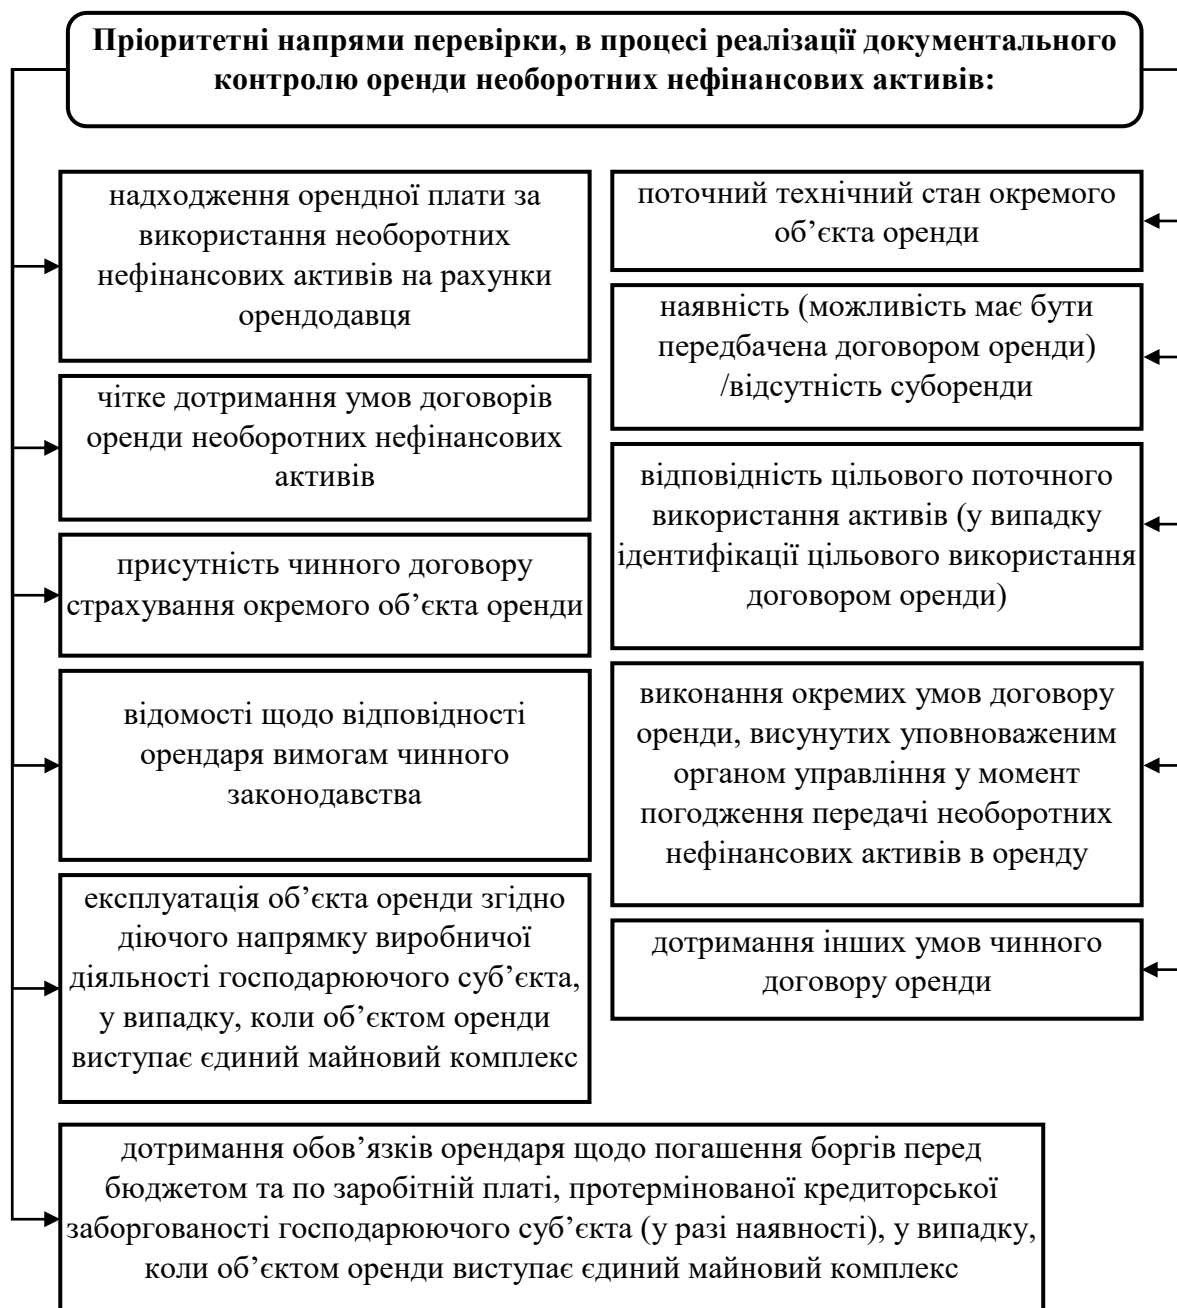 Пріоритетні напрями перевірки, в процесі реалізації документального
контролю оренди необоротних нефінансових активів:
надходження орендної плати за
використання необоротних
нефінансових активів на рахунки
орендодавця
чітке дотримання умов договорів
оренди необоротних нефінансових
активів
присутність чинного договору
страхування окремого об’єкта оренди
відомості щодо відповідності
орендаря вимогам чинного
законодавства
експлуатація об’єкта оренди згідно
діючого напрямку виробничої
діяльності господарюючого суб’єкта,
у випадку, коли об’єктом оренди
виступає єдиний майновий комплекс
поточний технічний стан окремого
об’єкта оренди
наявність (можливість має бути
передбачена договором оренди)
/відсутність суборенди
відповідність цільового поточного
використання активів (у випадку
ідентифікації цільового використання
договором оренди)
виконання окремих умов договору
оренди, висунутих уповноваженим
органом управління у момент
погодження передачі необоротних
нефінансових активів в оренду
дотримання інших умов чинного
договору оренди
дотримання обов’язків орендаря щодо погашення боргів перед
бюджетом та по заробітній платі, протермінованої кредиторської
заборгованості господарюючого суб’єкта (у разі наявності), у випадку,
коли об’єктом оренди виступає єдиний майновий комплекс